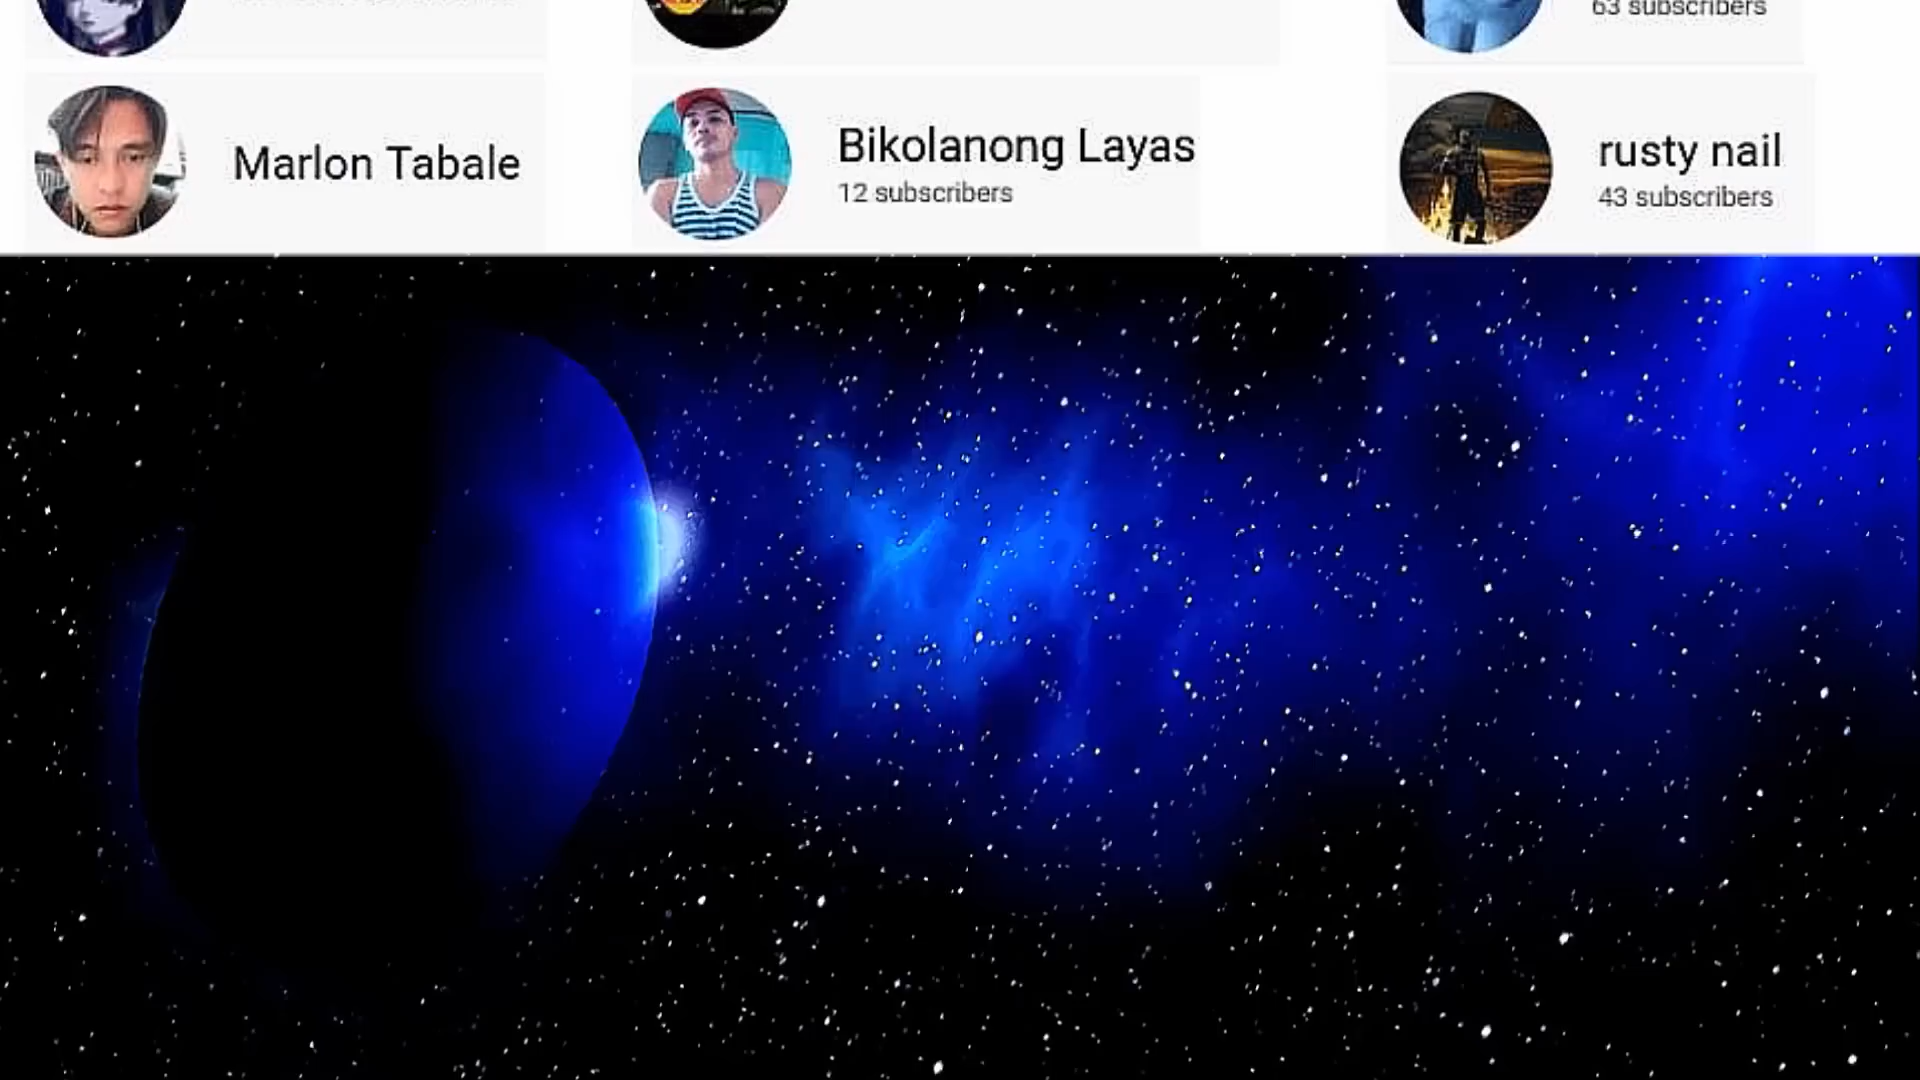 63 subscribers
Marlon Tabale
Bikolanong Layas
12 subscribers
rusty nail
43 subscribers